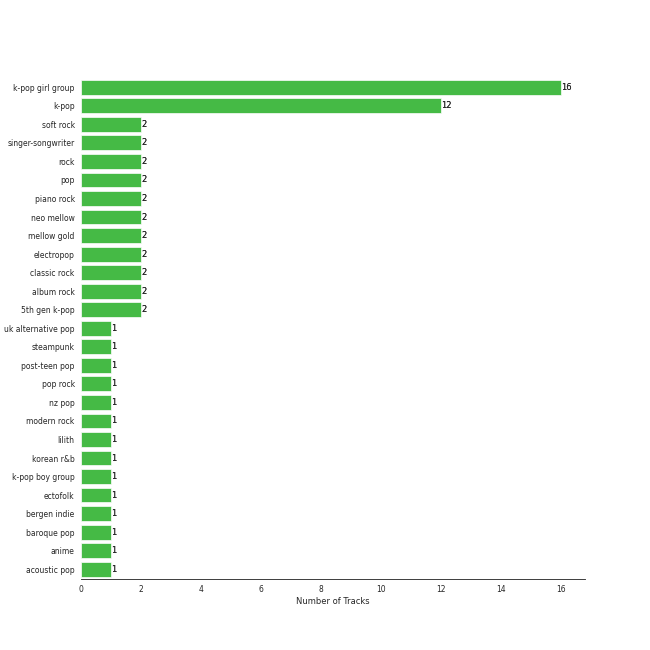 k-pop girl group 16
k-pop 12
soft rock 2
singer-songwriter 2
rock 2
pop 2
piano rock 2
neo mellow 2
mellow gold 2
electropop 2
classic rock 2
album rock 2
5th gen k-pop 2
uk alternative pop 1
steampunk 1
post-teen pop 1
pop rock 1
nz pop 1
modern rock 1
lilith 1
korean r&b 1
k-pop boy group 1
ectofolk 1
bergen indie 1
baroque pop 1
anime 1
acoustic pop 1
0 2 4 6 8 10 12 14 16
Number of Tracks